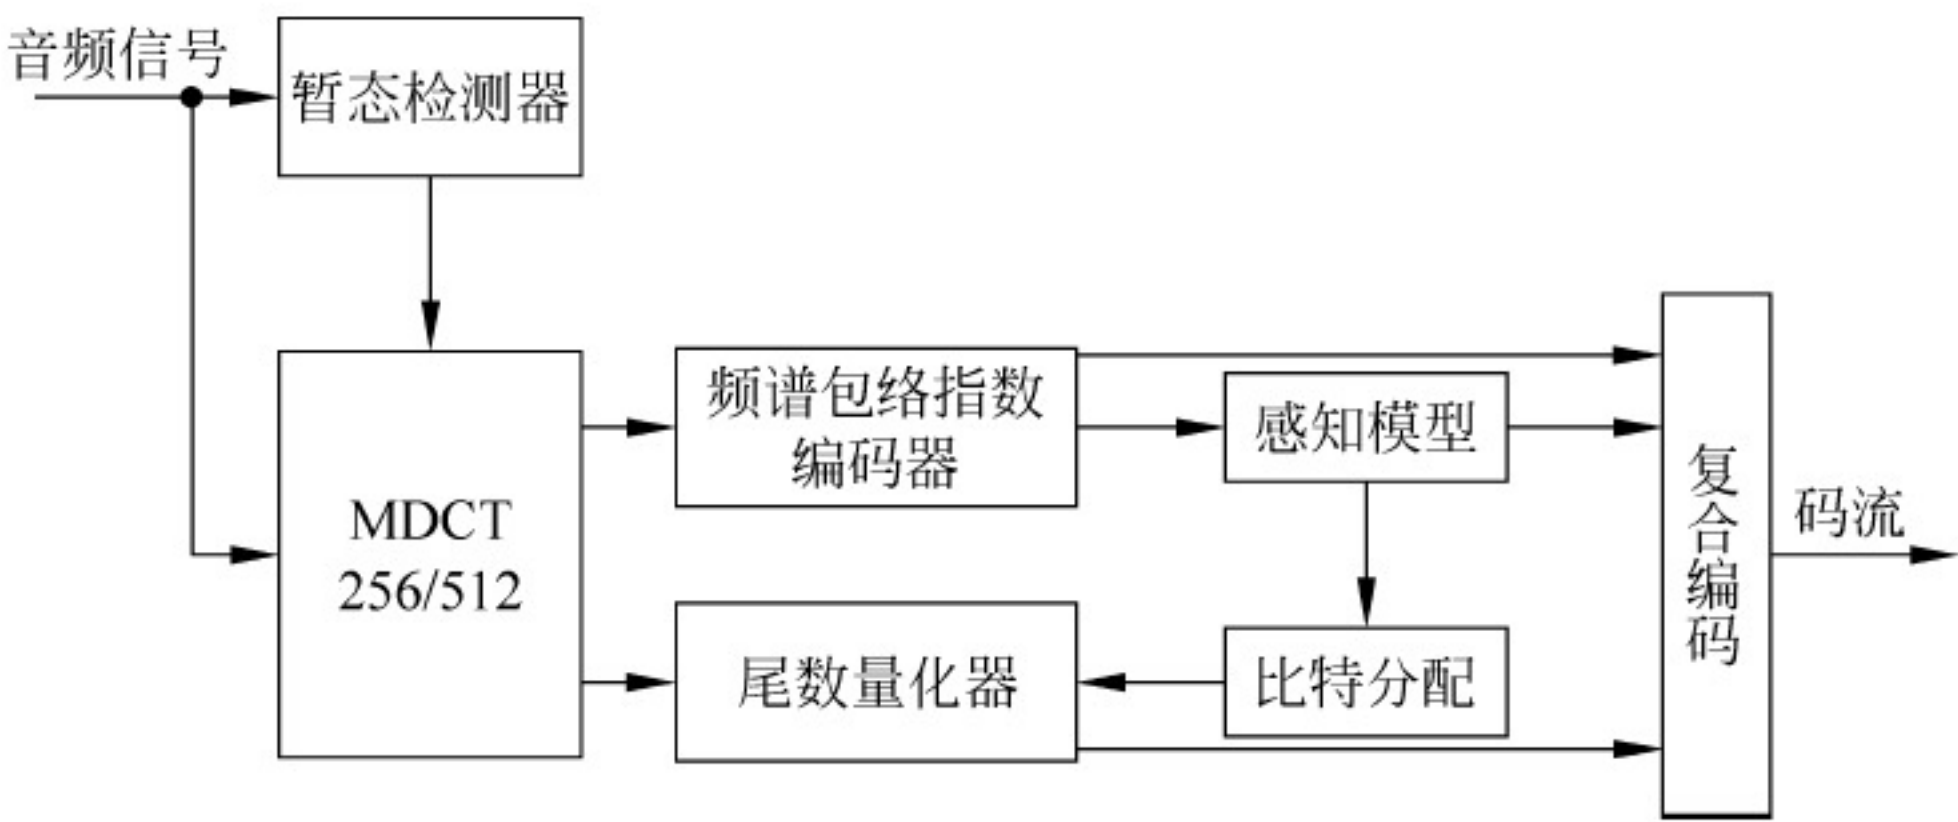 音频信号
暂态检测器
MDCT
256/512
频谱包络指数
编码器
感知模型
尾数量化器
比特分配
复合编码
码流